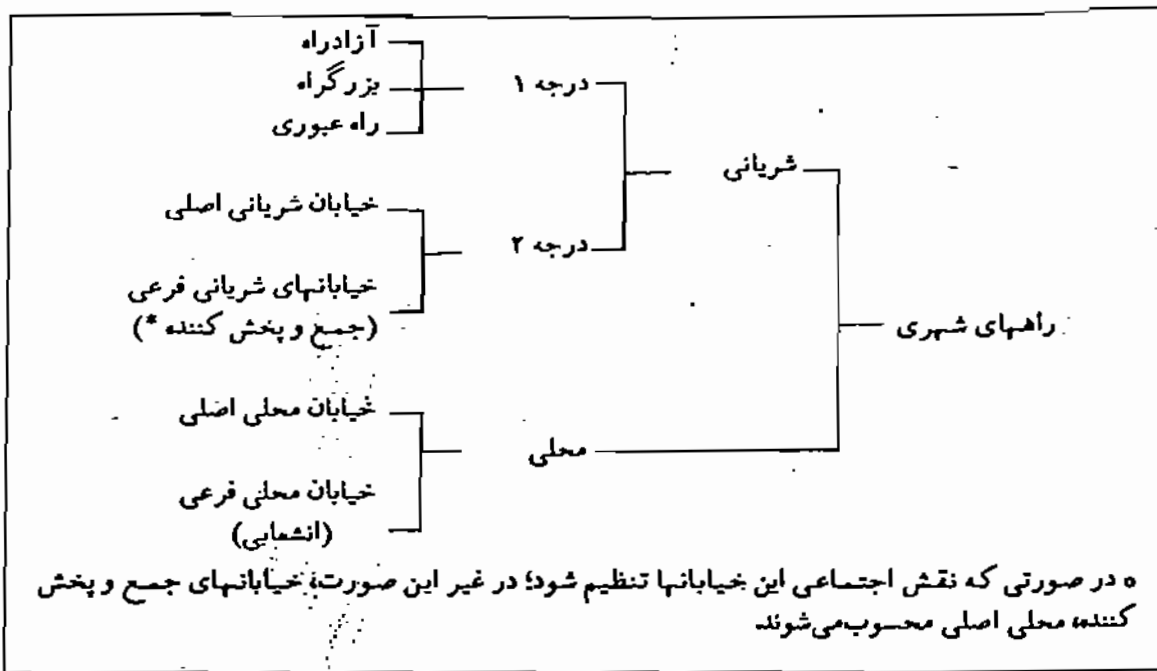 راههای شهری
شریانی
درجه ۱
آزادراه
بزرگراه
راه عبوری
درجه ۲
خیابان شریانی اصلی
خیابانهای شریانی فرعی
(جمع و پخش کننده *)
محلی
خیابان محلی اصلی
خیابان محلی فرعی
(انشعابی)
* در صورتی که نقش اجتماعی این خیابانها تنظیم شود؛ در غیر این صورت، خیابانهای جمع و پخش
کننده، محلی اصلی محسوب می‌شوند.